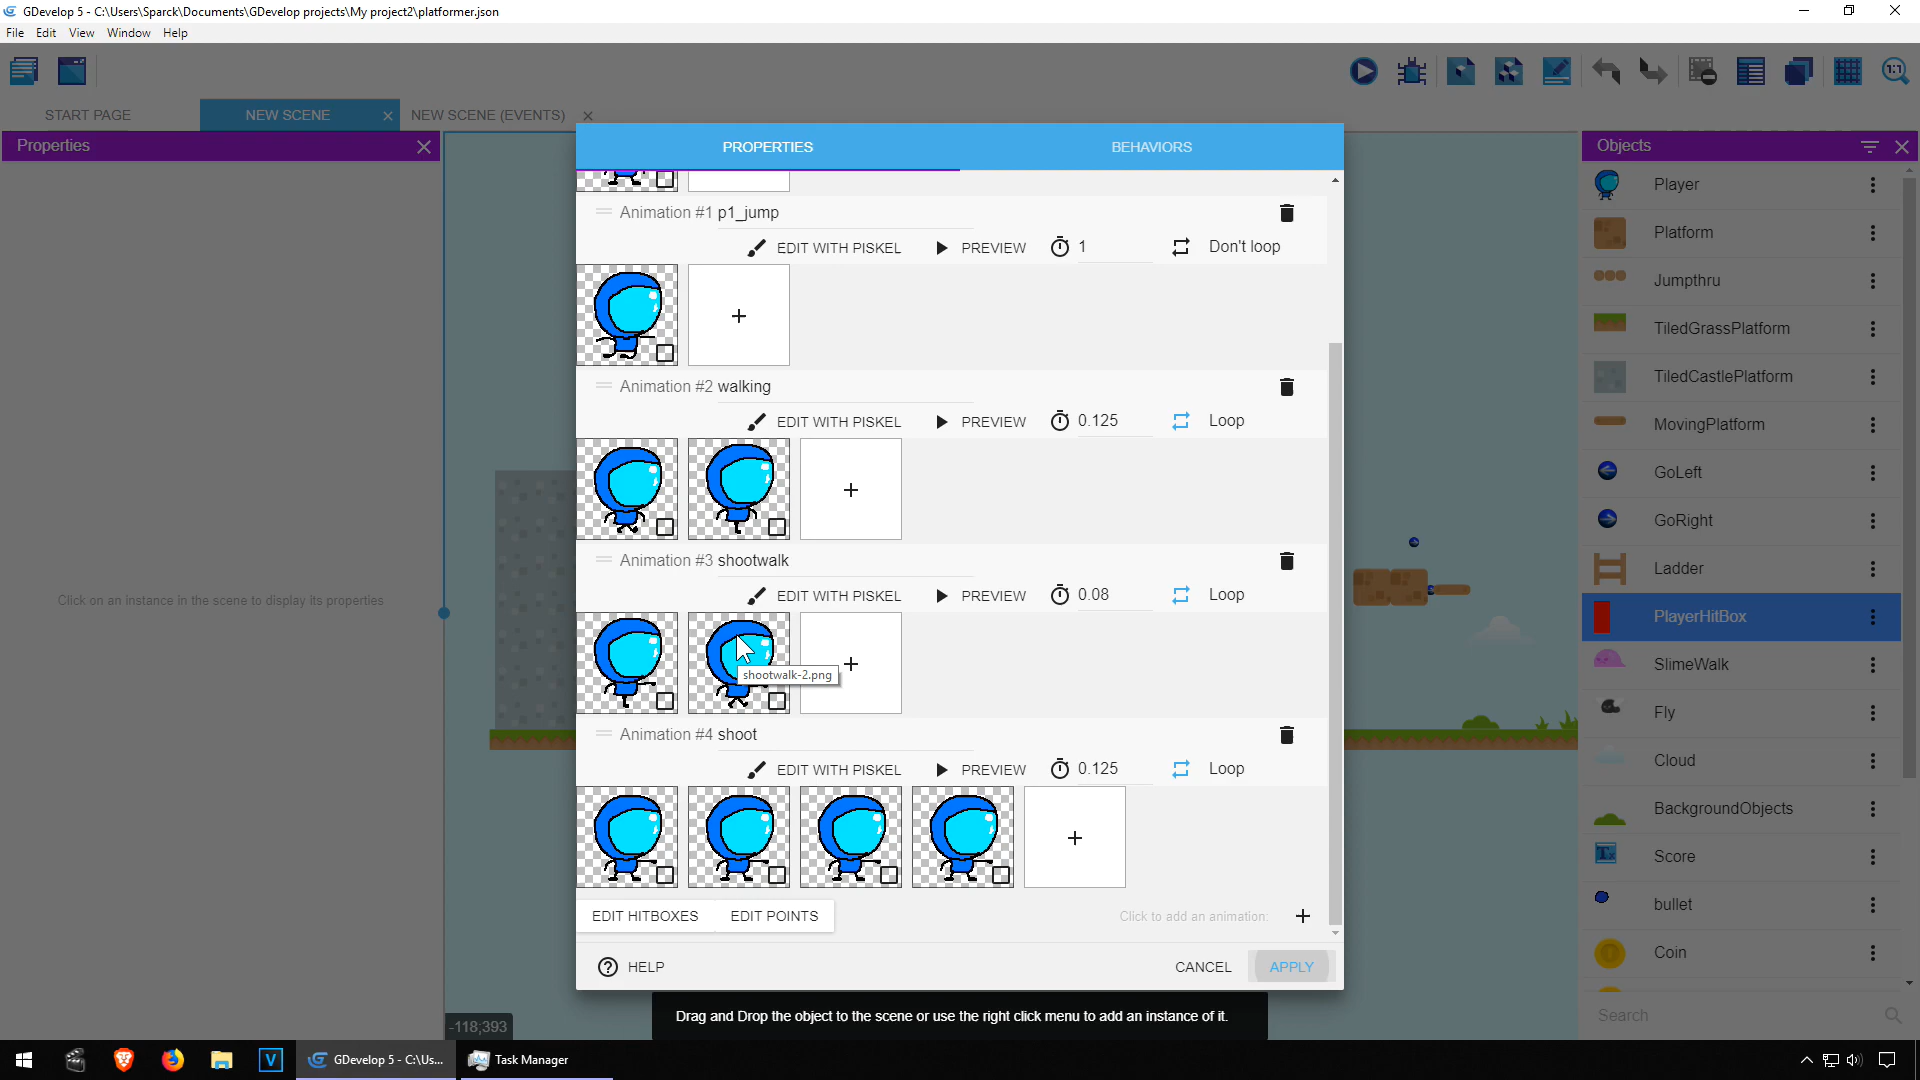 GDevelop 5 - C:\Users\Sparck\Documents\GDevelop projects\My project2\platformer.json
File Edit View Window Help
1:1
START PAGE
NEW SCENE
NEW SCENE (EVENTS)
Properties
Click on an instance in the scene to display its properties
PROPERTIES
BEHAVIORS
Animation #1 p1_jump
EDIT WITH PISKEL PREVIEW 1 Don't loop
Animation #2 walking
EDIT WITH PISKEL PREVIEW 0.125 Loop
Animation #3 shootwalk
EDIT WITH PISKEL PREVIEW 0.08 Loop
shootwalk-2.png
Animation #4 shoot
EDIT WITH PISKEL PREVIEW 0.125 Loop
EDIT HITBOXES EDIT POINTS Click to add an animation:
HELP CANCEL APPLY
Drag and Drop the object to the scene or use the right click menu to add an instance of it.
-118;393
Objects
Player
Platform
Jumpthru
TiledGrassPlatform
TiledCastlePlatform
MovingPlatform
GoLeft
GoRight
Ladder
PlayerHitBox
SlimeWalk
Fly
Cloud
BackgroundObjects
Tx Score
bullet
Coin
Search
V GDevelop 5 - C:\Us... Task Manager